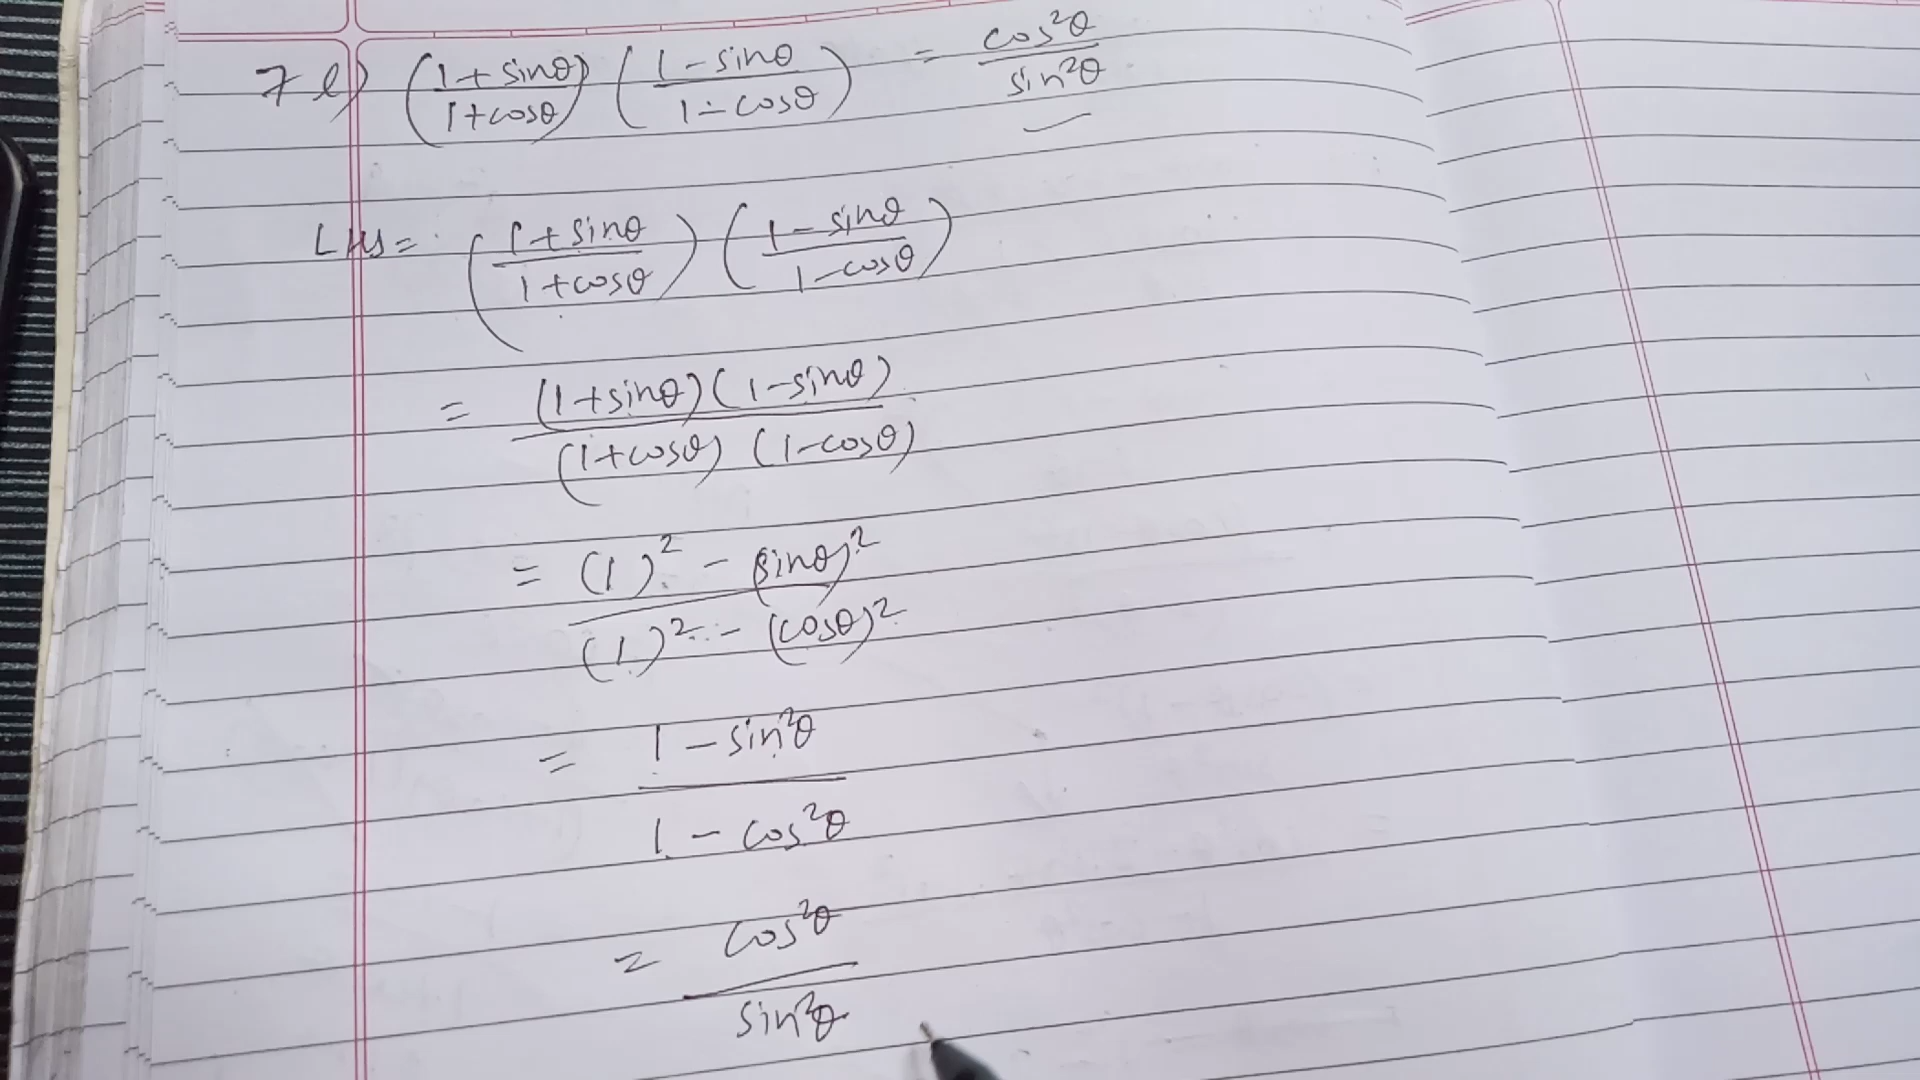 7 l) ((1+sinθ)/(1+cosθ)) ((1-sinθ)/(1-cosθ)) = cos²θ/sin²θ
LHS = ((1+sinθ)/(1+cosθ)) ((1-sinθ)/(1-cosθ))
= (1+sinθ)(1-sinθ)/(1+cosθ)(1-cosθ)
= (1)² - (sinθ)²/(1)² - (cosθ)²
= 1-sin²θ/1-cos²θ
= cos²θ/sin²θ